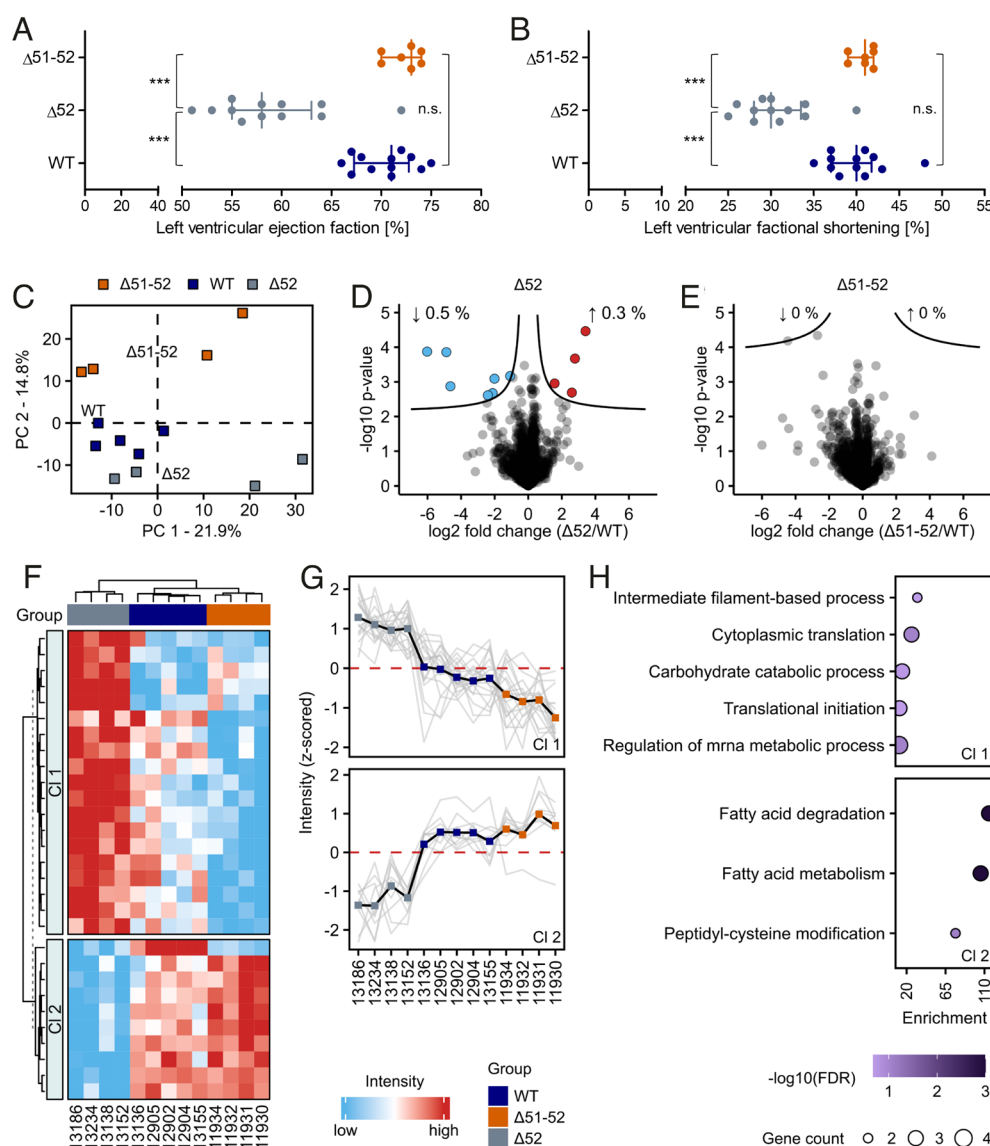 A
Δ51-52
***
Δ52
n.s.
***
WT
0 40 50 55 60 65 70 75 80
Left ventricular ejection faction [%]
B
Δ51-52
***
Δ52
n.s.
***
WT
0 5 10 20 25 30 35 40 45 50 55
Left ventricular factional shortening [%]
C
Δ51-52 WT Δ52
20
10
0
-10
PC 2 - 14.8%
Δ51-52
WT
Δ52
-10 0 10 20 30
PC 1 - 21.9%
D
Δ52
↓ 0.5 % ↑ 0.3 %
5
4
3
2
1
0
-log10 p-value
-6 -4 -2 0 2 4 6
log2 fold change (Δ52/WT)
E
Δ51-52
↓ 0 % ↑ 0 %
5
4
3
2
1
0
-log10 p-value
-6 -4 -2 0 2 4 6
log2 fold change (Δ51-52/WT)
F
Group
Cl 1
Cl 2
13186
13234
13138
13152
13136
12905
12902
12904
13155
11934
11932
11931
11930
G
2
1
0
-1
-2
Cl 1
Intensity (z-scored)
2
1
0
-1
-2
Cl 2
13186
13234
13138
13152
13136
12905
12902
12904
13155
11934
11932
11931
11930
Intensity
low high
Group
WT
Δ51-52
Δ52
H
Intermediate filament-based process
Cytoplasmic translation
Carbohydrate catabolic process
Translational initiation
Regulation of mrna metabolic process
Cl 1
Fatty acid degradation
Fatty acid metabolism
Peptidyl-cysteine modification
Cl 2
20 65 110
Enrichment
-log10(FDR)
1 2 3
Gene count 2 3 4